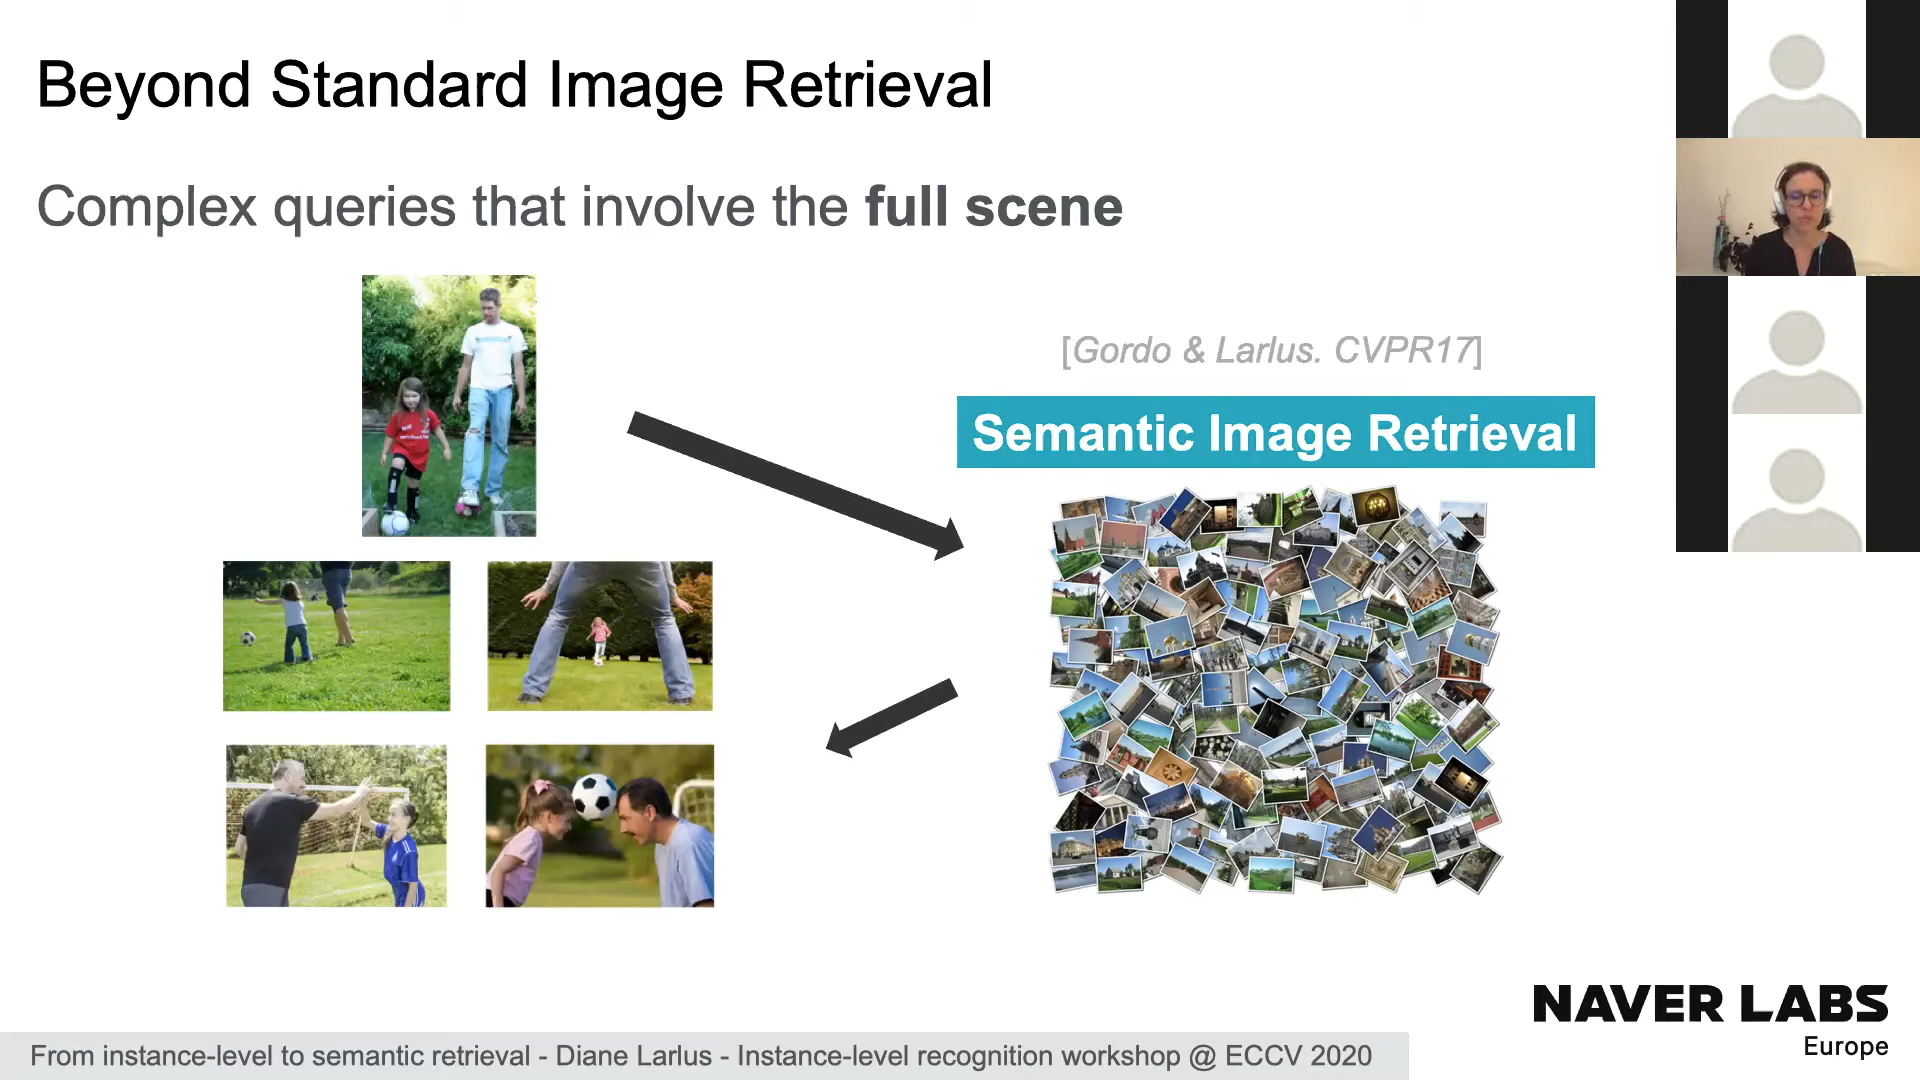 Beyond Standard Image Retrieval
Complex queries that involve the full scene
[Gordo & Larlus. CVPR17]
Semantic Image Retrieval
NAVER LABS
Europe
From instance-level to semantic retrieval - Diane Larlus - Instance-level recognition workshop @ ECCV 2020